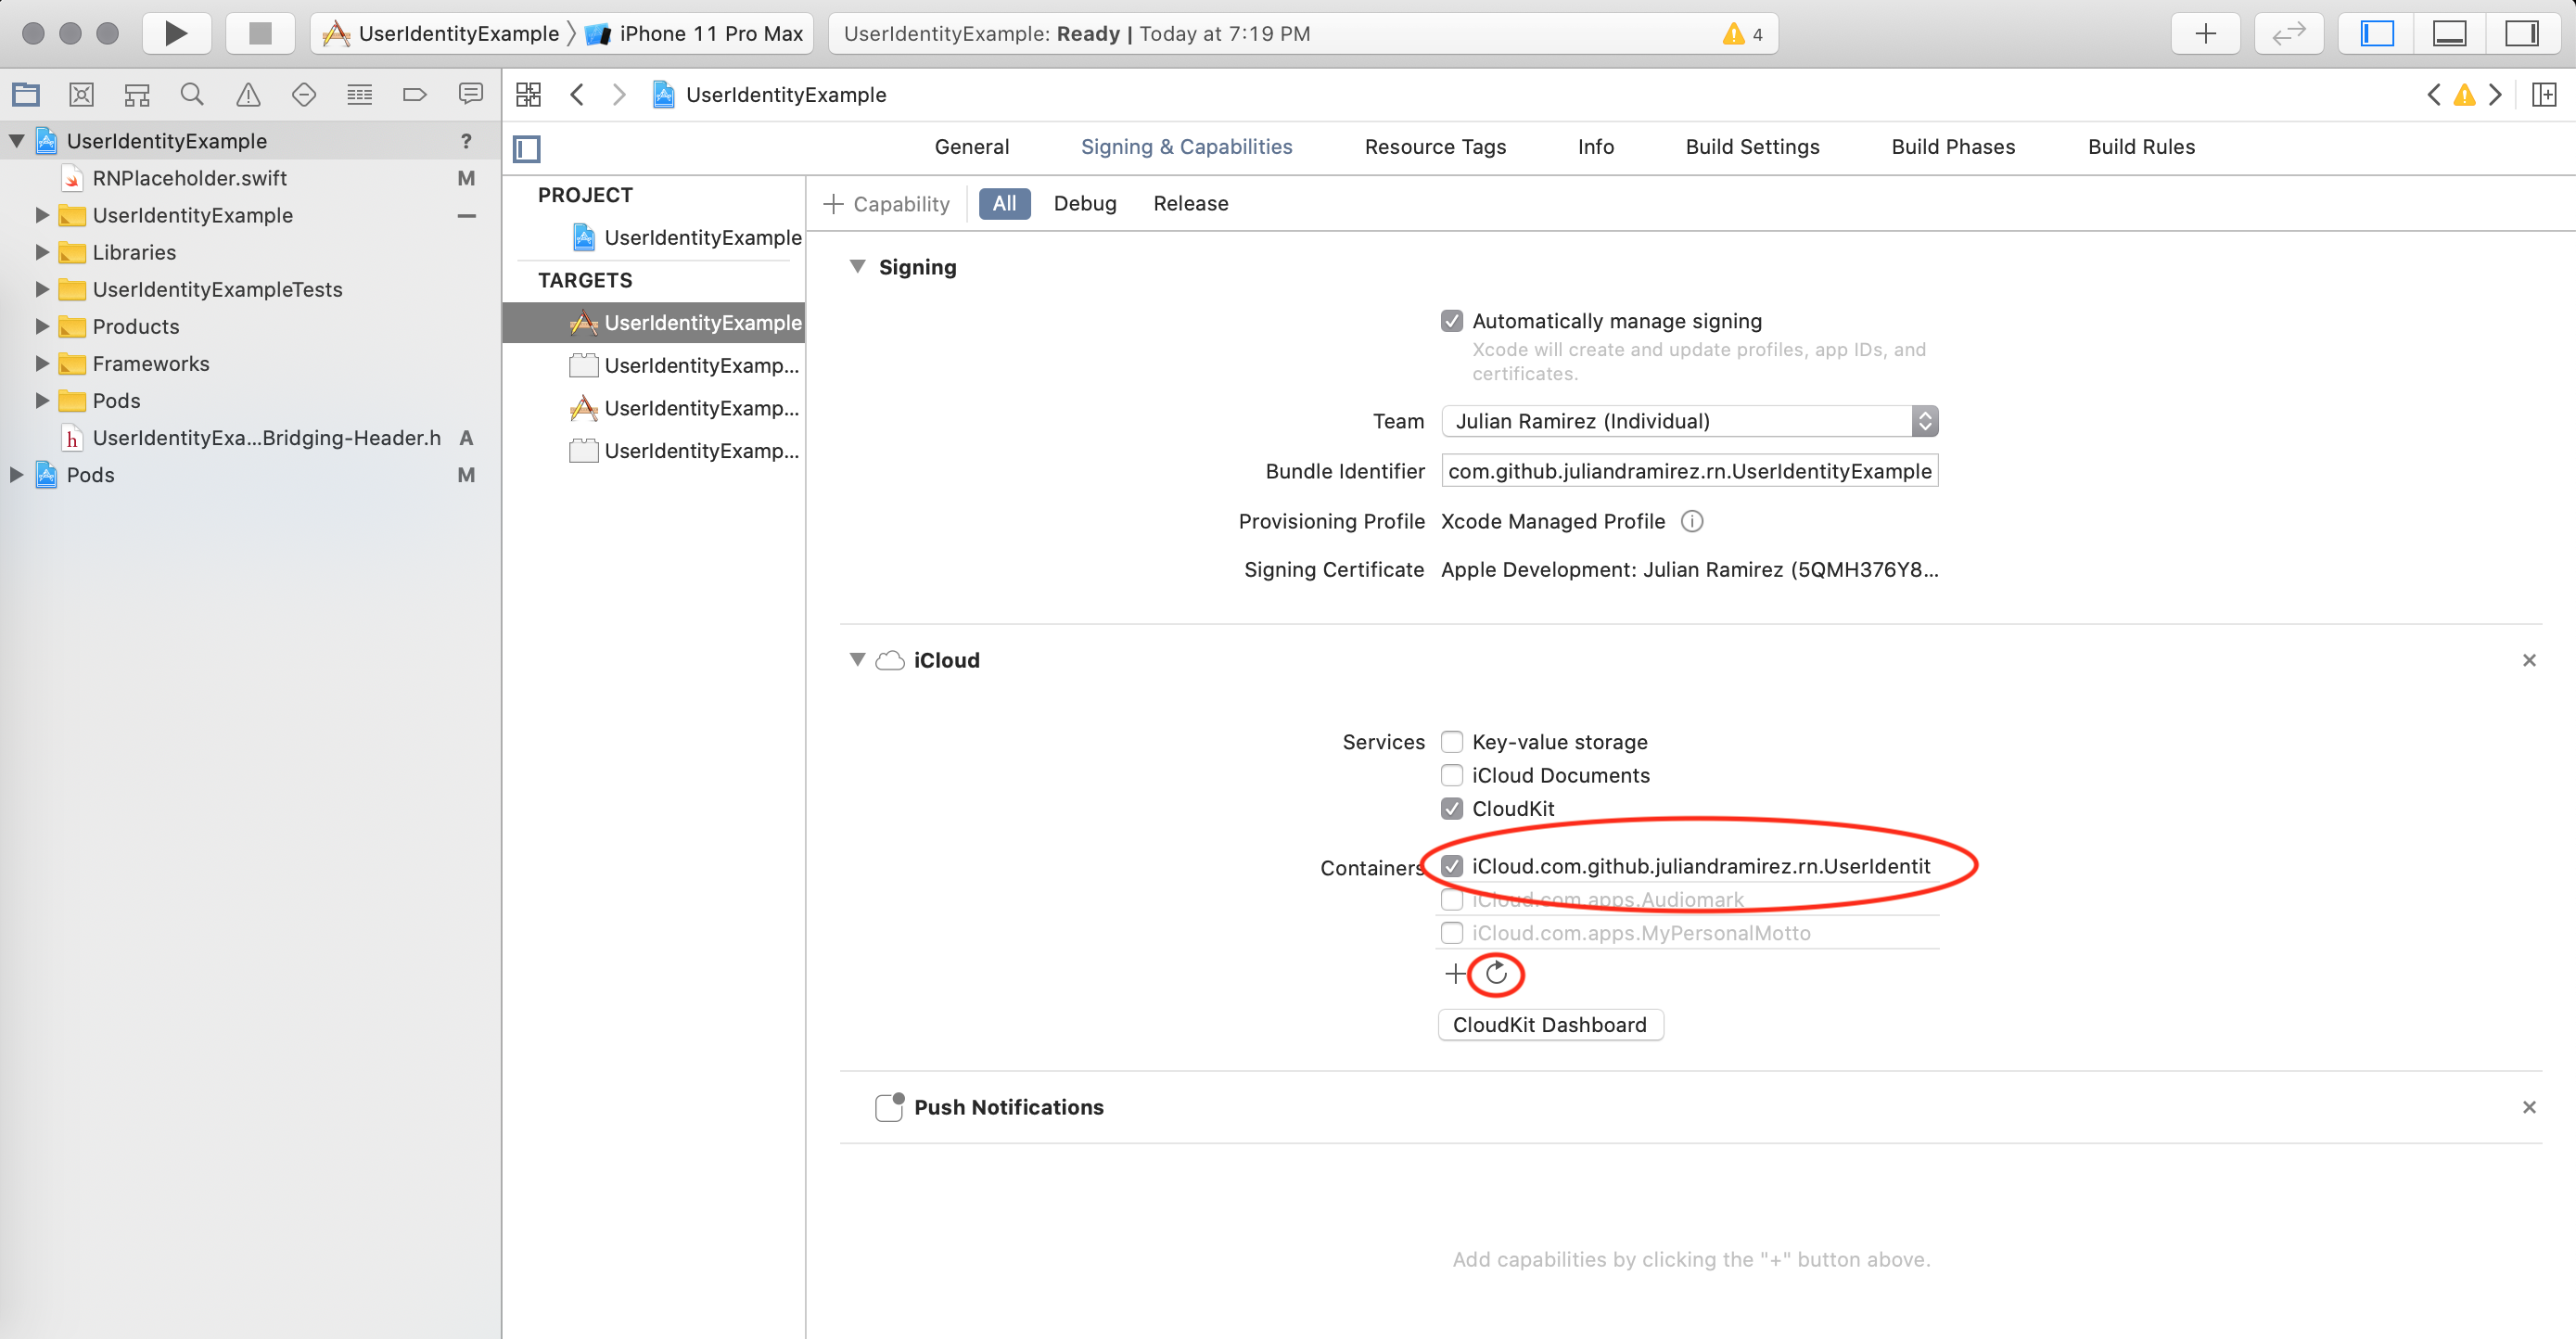 UserIdentityExample
iPhone 11 Pro Max
UserIdentityExample: Ready | Today at 7:19 PM
4
UserIdentityExample
UserIdentityExample ?
RNPlaceholder.swift M
UserIdentityExample
Libraries
UserIdentityExampleTests
Products
Frameworks
Pods
UserIdentityExa...Bridging-Header.h A
Pods M
General
Signing & Capabilities
Resource Tags
Info
Build Settings
Build Phases
Build Rules
PROJECT
UserIdentityExample
TARGETS
UserIdentityExample
UserIdentityExamp...
UserIdentityExamp...
UserIdentityExamp...
+ Capability
All
Debug
Release
Signing
Automatically manage signing
Xcode will create and update profiles, app IDs, and
certificates.
Team Julian Ramirez (Individual)
Bundle Identifier com.github.juliandramirez.rn.UserIdentityExample
Provisioning Profile Xcode Managed Profile
Signing Certificate Apple Development: Julian Ramirez (5QMH376Y8...
iCloud
Services
Key-value storage
iCloud Documents
CloudKit
Containers
iCloud.com.github.juliandramirez.rn.UserIdentit
iCloud.com.apps.Audiomark
iCloud.com.apps.MyPersonalMotto
CloudKit Dashboard
Push Notifications
Add capabilities by clicking the "+" button above.